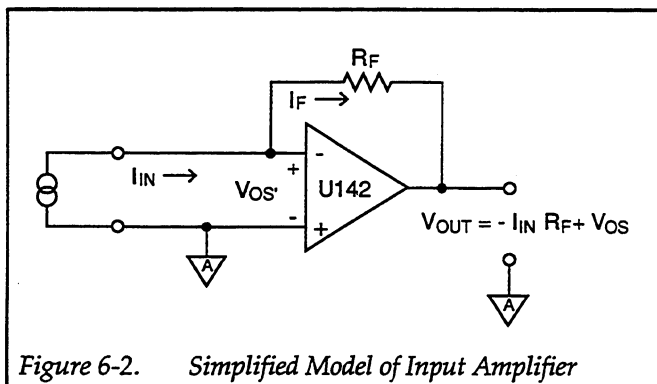 RF
IF →
IIN →
VOS'
+
-
-
+
U142
VOUT = - IIN RF+ VOS
A
A
Figure 6-2. Simplified Model of Input Amplifier